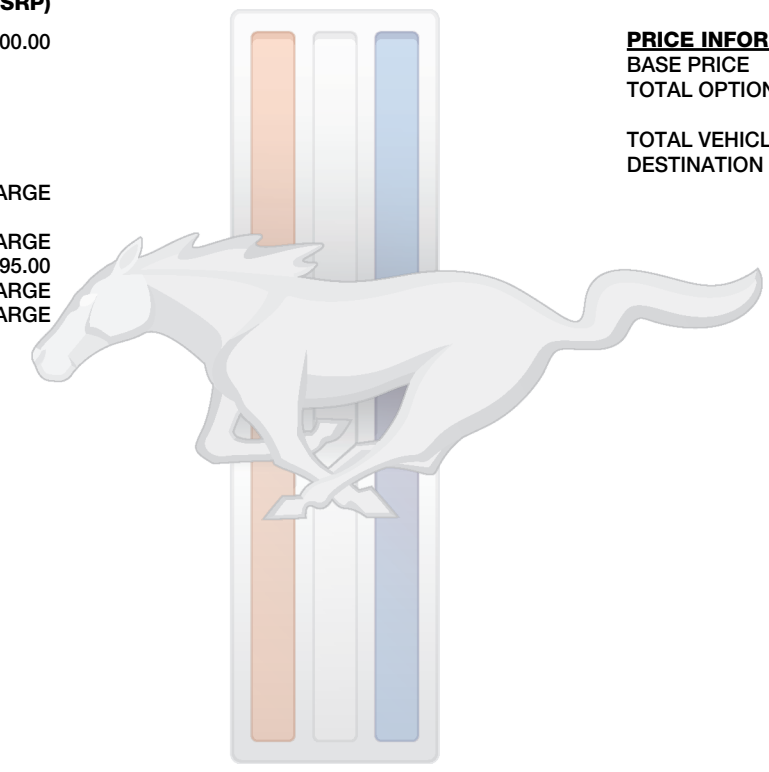 SRP)
00.00
ARGE
ARGE
95.00
ARGE
ARGE
PRICE INFOR
BASE PRICE
TOTAL OPTION
TOTAL VEHICL
DESTINATION